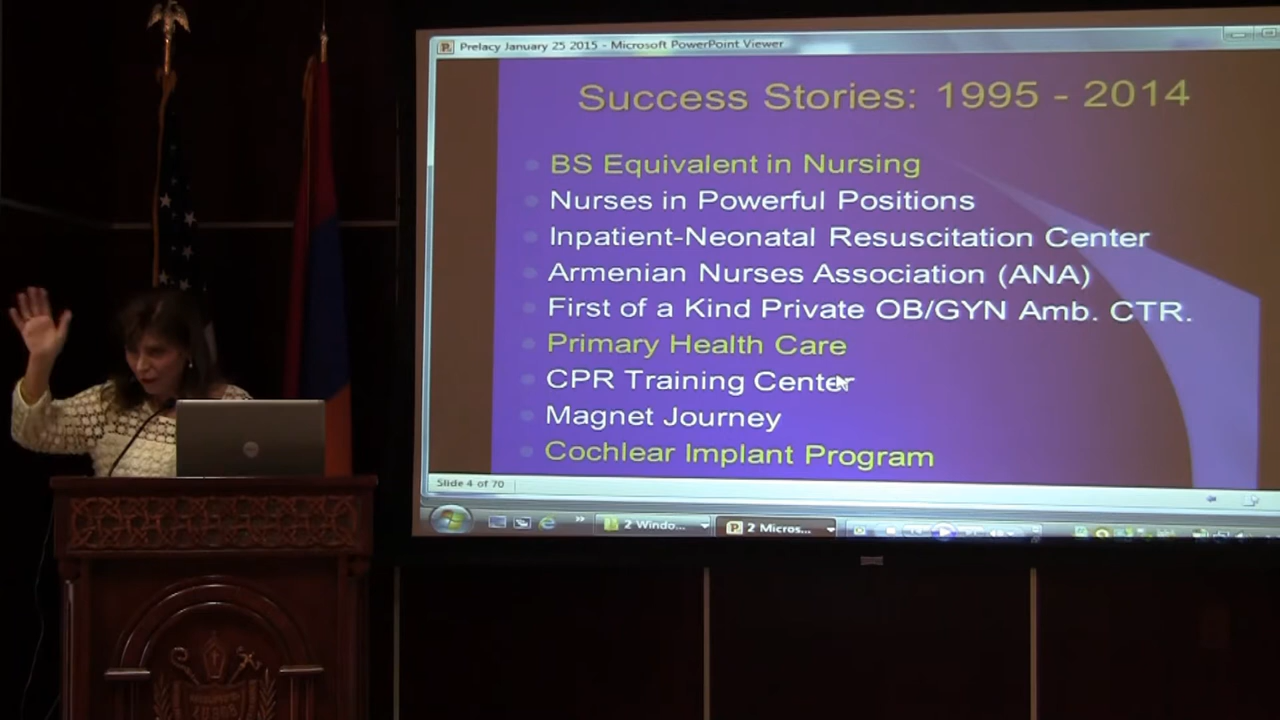 Prelacy January 25 2015 - Microsoft PowerPoint Viewer
Success Stories: 1995 - 2014
BS Equivalent in Nursing
Nurses in Powerful Positions
Inpatient-Neonatal Resuscitation Center
Armenian Nurses Association (ANA)
First of a Kind Private OB/GYN Amb. CTR.
Primary Health Care
CPR Training Center
Magnet Journey
Cochlear Implant Program
Slide 4 of 70
2 Windo...
2 Micros...